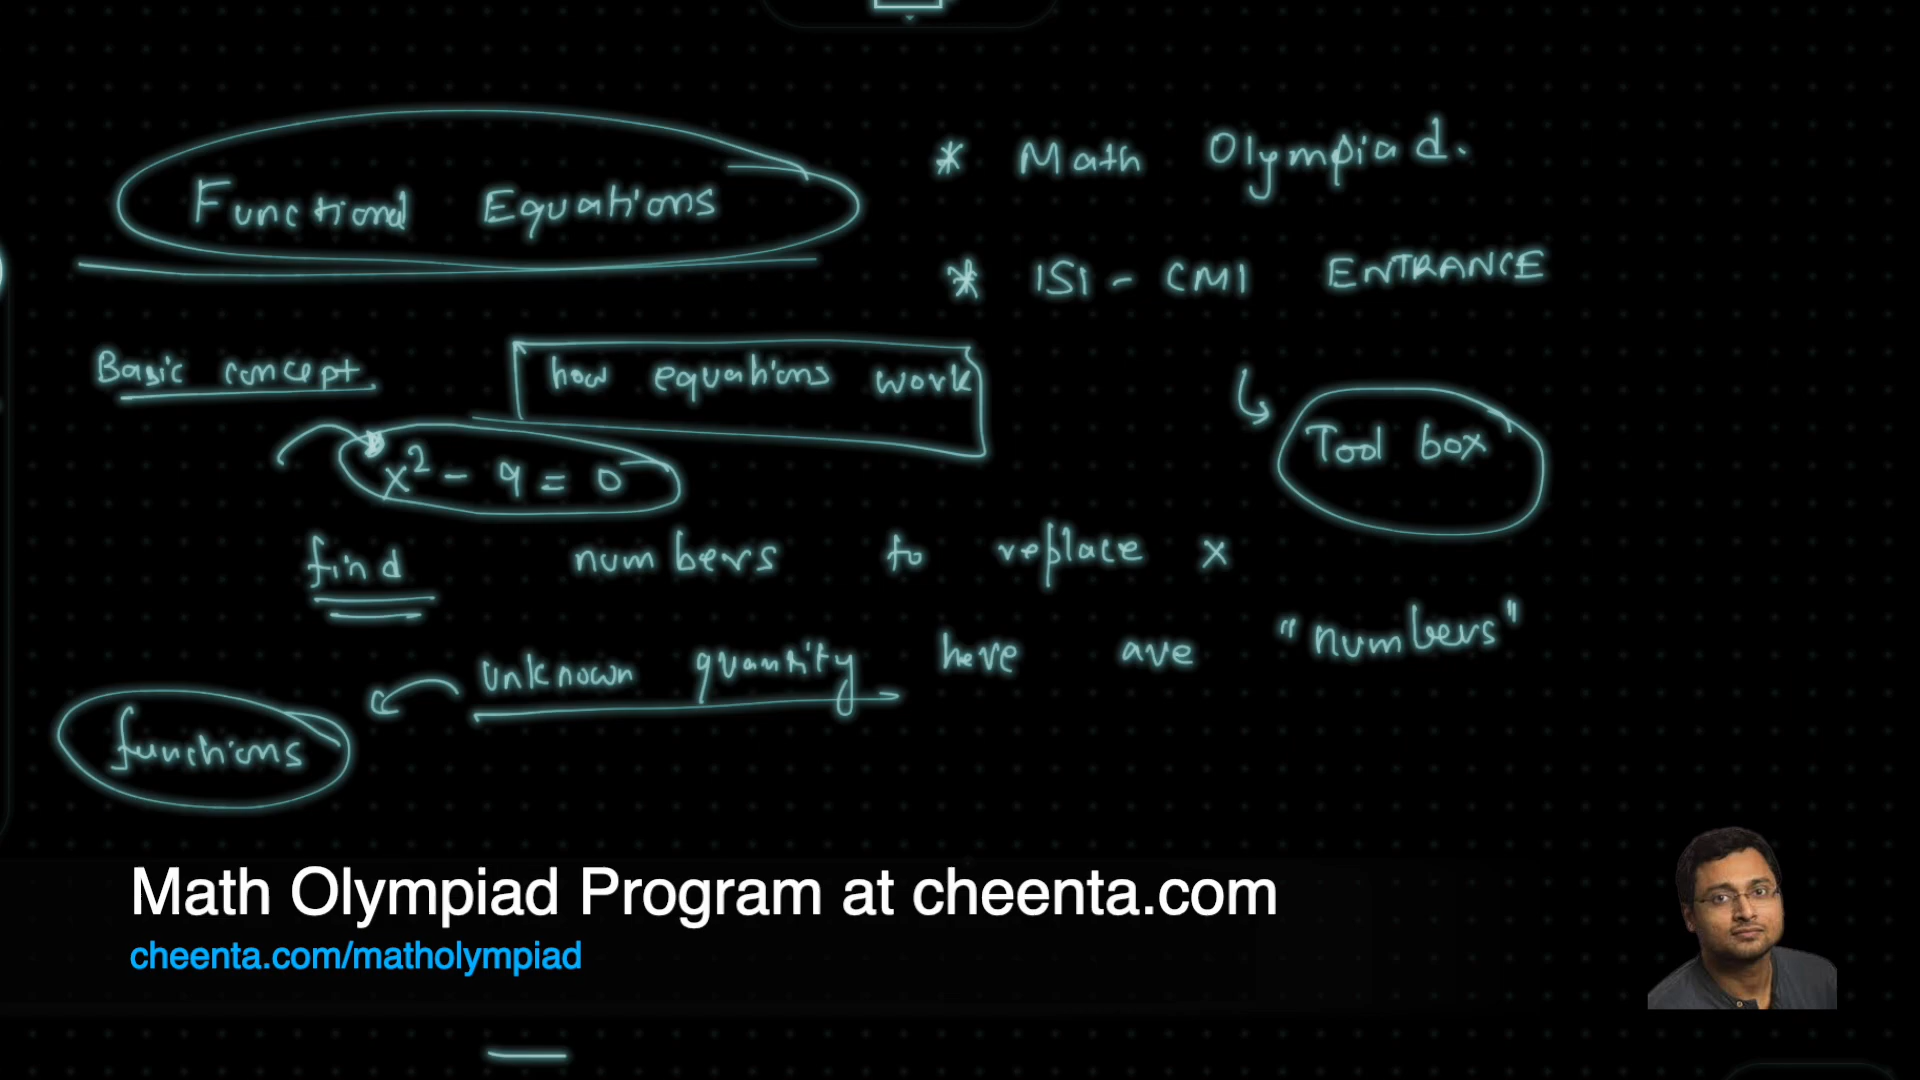 Functional Equations
* Math Olympiad.
* ISI - CMI ENTRANCE
Basic concept
how equations work
Tool box
x² - 9 = 0
find numbers to replace x
unknown quantity here are "numbers"
functions
Math Olympiad Program at cheenta.com
cheenta.com/matholympiad